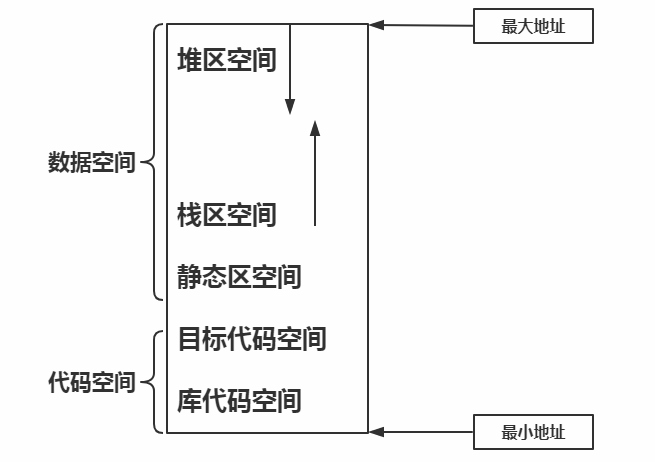 最大地址
堆区空间
数据空间
栈区空间
静态区空间
目标代码空间
代码空间
库代码空间
最小地址